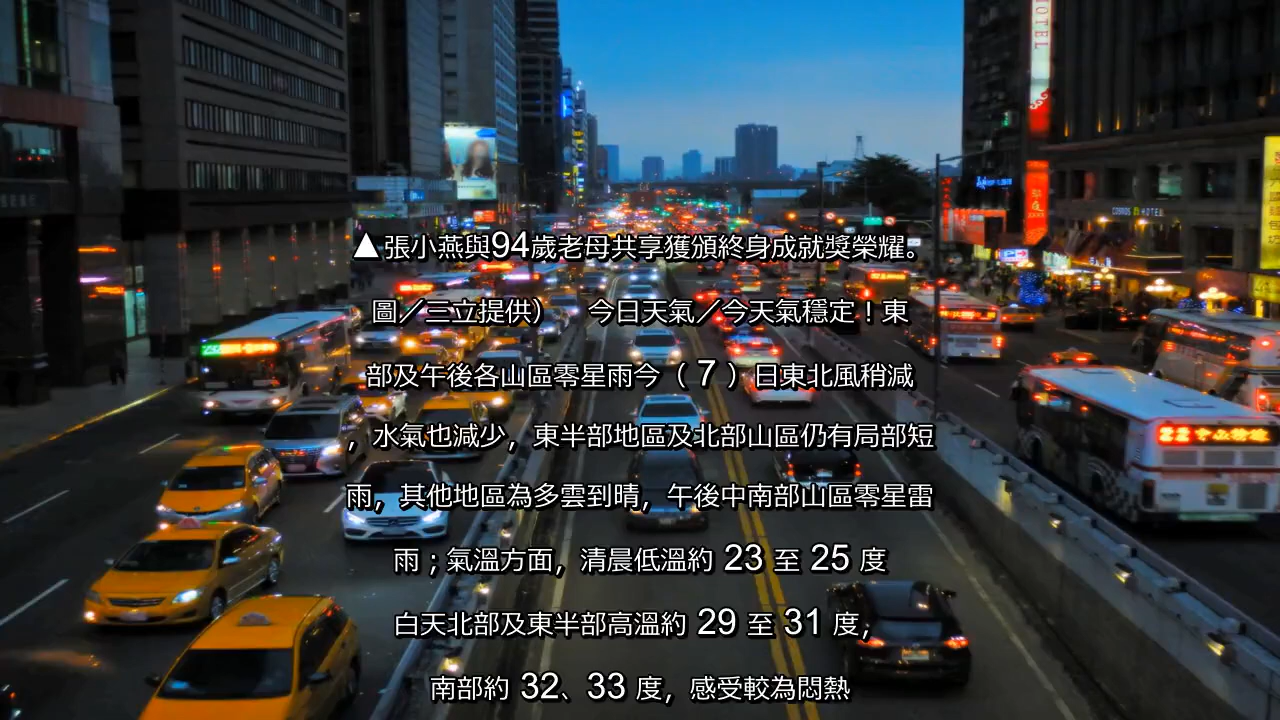 ▲張小燕與94歲老母共享獲頒終身成就獎榮耀。
圖／三立提供） 今日天氣／今天氣穩定！東
部及午後各山區零星雨今（ 7 ）日東北風稍減
，水氣也減少，東半部地區及北部山區仍有局部短
雨，其他地區為多雲到晴，午後中南部山區零星雷
雨；氣溫方面，清晨低溫約 23 至 25 度
白天北部及東半部高溫約 29 至 31 度，
南部約 32、33 度，感受較為悶熱
HOTEL
COSMOS HOTEL
22